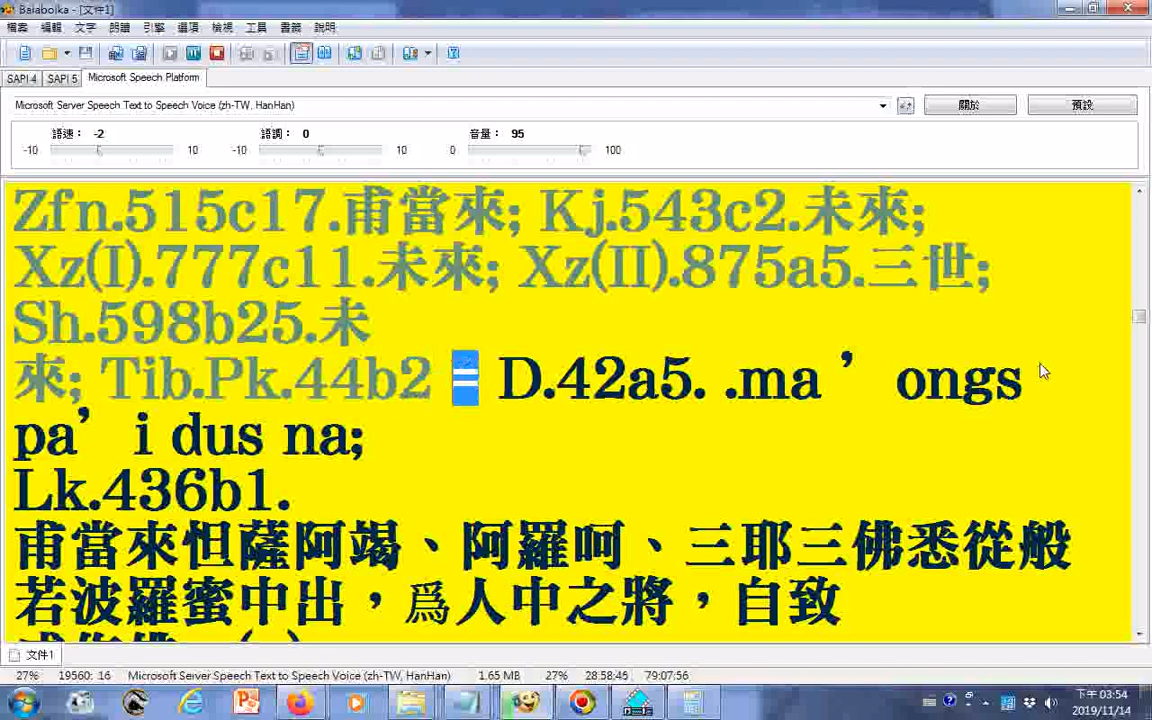 Balabolka - [文件1]
檔案 編輯 文字 朗讀 引擎 選項 檢視 工具 書籤 說明
SAPI 4 SAPI 5 Microsoft Speech Platform
Microsoft Server Speech Text to Speech Voice (zh-TW, HanHan) 關於 預設
語速: -2 語調: 0 音量: 95
-10 10 -10 10 0 100
Zfn.515c17.甫當來; Kj.543c2.未來;
Xz(I).777c11.未來; Xz(II).875a5.三世;
Sh.598b25.未
來; Tib.Pk.44b2 = D.42a5. .ma ’ ongs
pa’ i dus na;
Lk.436b1.
甫當來怛薩阿竭、阿羅呵、三耶三佛悉從般
若波羅蜜中出，爲人中之將，自致
文件1
27% 19560: 16 Microsoft Server Speech Text to Speech Voice (zh-TW, HanHan) 1.65 MB 27% 28:58:46 79:07:56
下午 03:54
2019/11/14